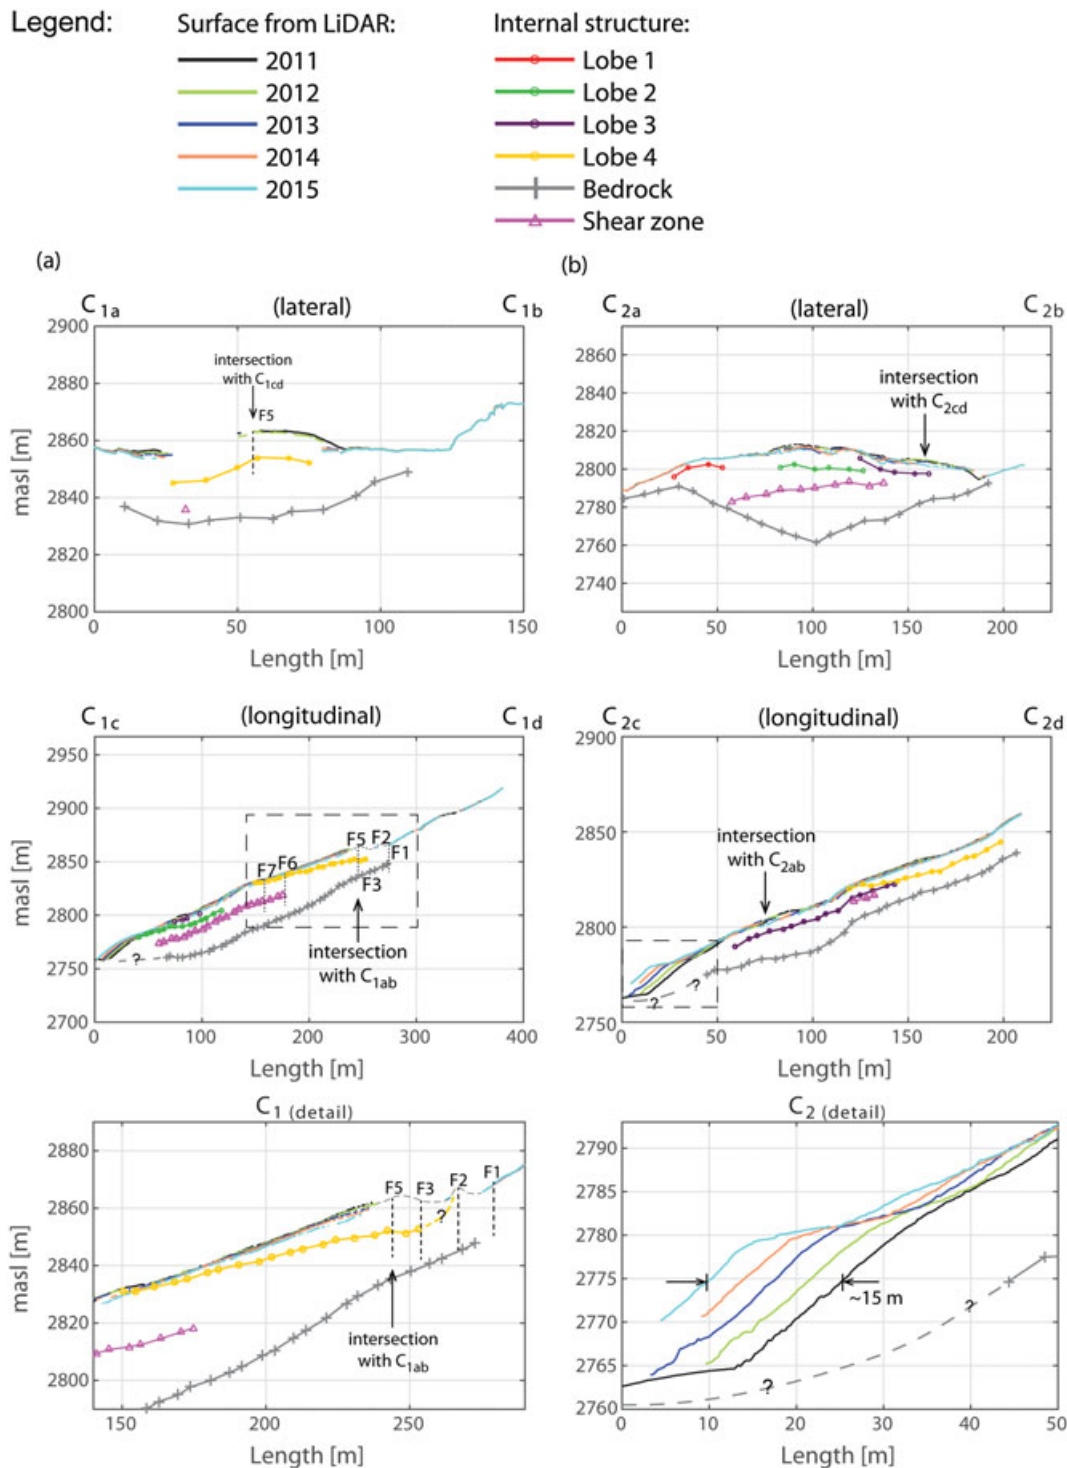 Legend:
Surface from LiDAR:
2011
2012
2013
2014
2015
Internal structure:
Lobe 1
Lobe 2
Lobe 3
Lobe 4
Bedrock
Shear zone
(a)
C1a (lateral) C1b
masl [m]
2900
2880
2860
2840
2820
2800
intersection
with C1cd
F5
0 50 100 150
Length [m]
(b)
C2a (lateral) C2b
2860
2840
2820
2800
2780
2760
2740
intersection
with C2cd
0 50 100 150 200
Length [m]
C1c (longitudinal) C1d
masl [m]
2950
2900
2850
2800
2750
2700
F7 F6 F5 F2
F1
F3
?
intersection
with C1ab
0 100 200 300 400
Length [m]
C2c (longitudinal) C2d
2900
2850
2800
2750
intersection
with C2ab
? ?
0 50 100 150 200
Length [m]
C1 (detail)
masl [m]
2880
2860
2840
2820
2800
F5 F3 F2 F1
?
intersection
with C1ab
150 200 250
Length [m]
C2 (detail)
2790
2785
2780
2775
2770
2765
2760
~15 m
?
?
0 10 20 30 40 50
Length [m]